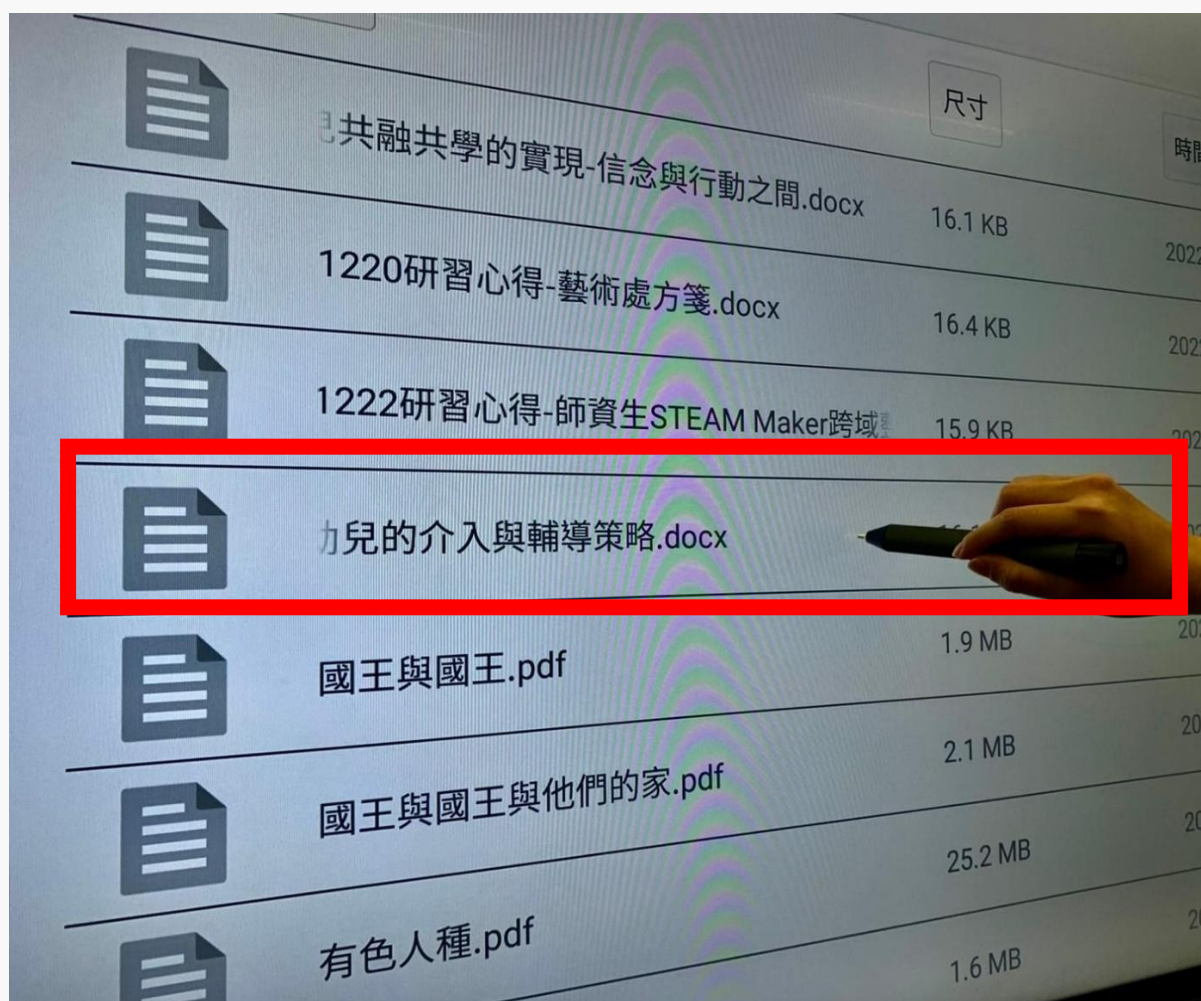 尺寸
時間
共融共學的實現-信念與行動之間.docx
16.1 KB
2022
1220研習心得-藝術處方箋.docx
16.4 KB
1222研習心得-師資生STEAM Maker跨域
15.9 KB
幼兒的介入與輔導策略.docx
國王與國王.pdf
1.9 MB
國王與國王與他們的家.pdf
2.1 MB
25.2 MB
有色人種.pdf
1.6 MB